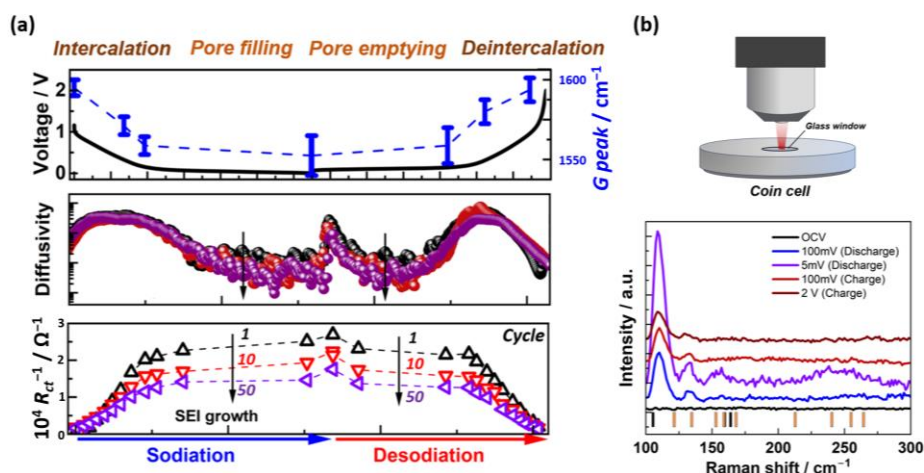 (a)
Intercalation Pore filling Pore emptying Deintercalation
Voltage / V
2
1
0
1600
1550
G peak / cm⁻¹
Diffusivity
10⁴ Rct⁻¹ / Ω⁻¹
3
2
1
0
1
10
50
SEI growth
1
10
50
Cycle
Sodiation
Desodiation
(b)
Glass window
Coin cell
Intensity / a.u.
OCV
100mV (Discharge)
5mV (Discharge)
100mV (Charge)
2 V (Charge)
100 150 200 250 300
Raman shift / cm⁻¹